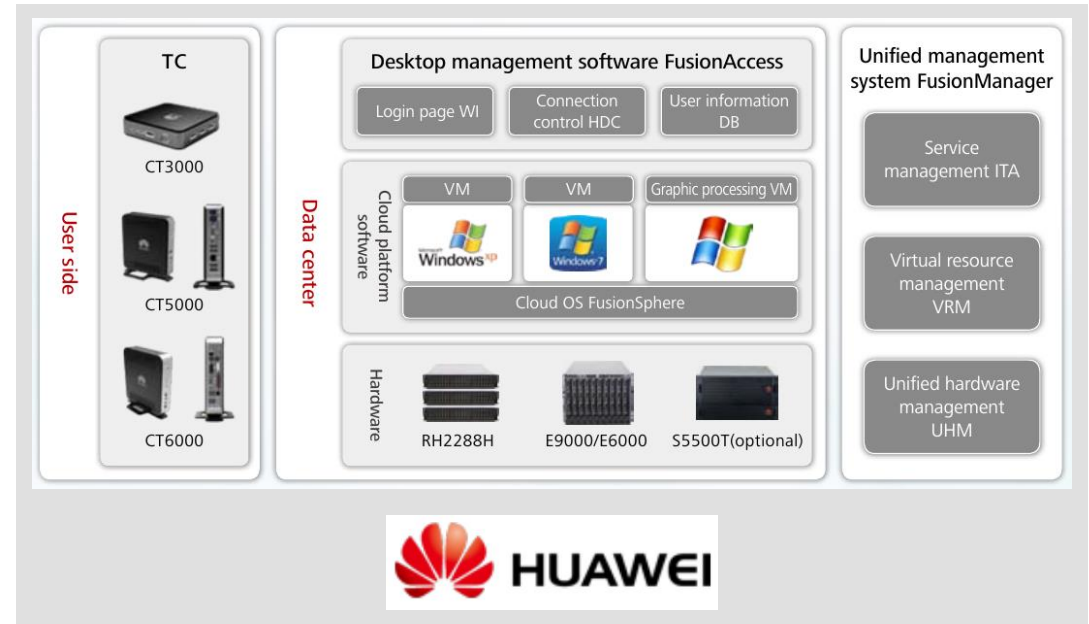 TC
CT3000
CT5000
CT6000
User side
Data center
Desktop management software FusionAccess
Login page WI
Connection
control HDC
User information
DB
Cloud platform
software
VM
VM
Graphic processing VM
Microsoft
Windows xp
Windows 7
Cloud OS FusionSphere
Hardware
RH2288H
E9000/E6000
S5500T(optional)
Unified management
system FusionManager
Service
management ITA
Virtual resource
management
VRM
Unified hardware
management
UHM
HUAWEI